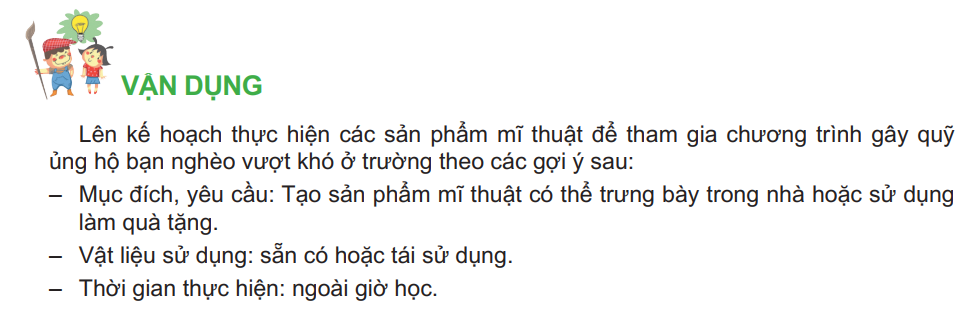 VẬN DỤNG
Lên kế hoạch thực hiện các sản phẩm mĩ thuật để tham gia chương trình gây quỹ
ủng hộ bạn nghèo vượt khó ở trường theo các gợi ý sau:
– Mục đích, yêu cầu: Tạo sản phẩm mĩ thuật có thể trưng bày trong nhà hoặc sử dụng
làm quà tặng.
– Vật liệu sử dụng: sẵn có hoặc tái sử dụng.
– Thời gian thực hiện: ngoài giờ học.